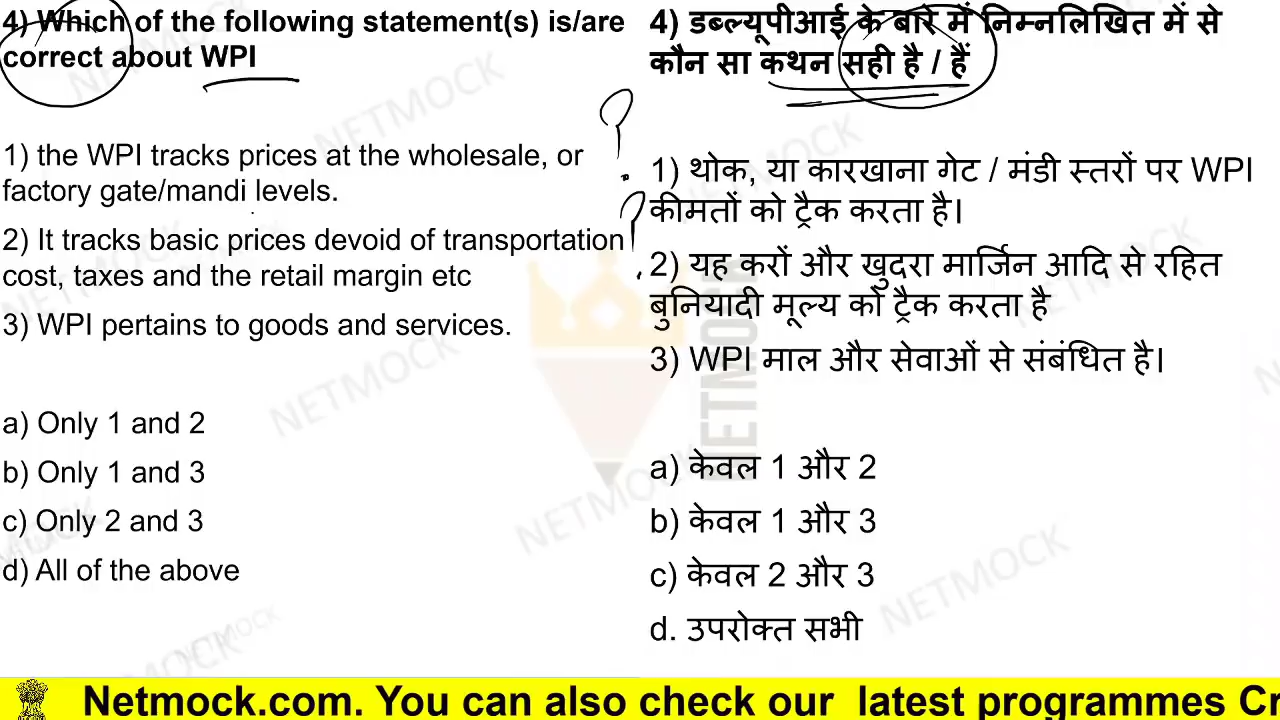 4) Which of the following statement(s) is/are
correct about WPI
1) the WPI tracks prices at the wholesale, or
factory gate/mandi levels.
2) It tracks basic prices devoid of transportation
cost, taxes and the retail margin etc
3) WPI pertains to goods and services.
a) Only 1 and 2
b) Only 1 and 3
c) Only 2 and 3
d) All of the above
4) डब्ल्यूपीआई के बारे में निम्नलिखित में से
कौन सा कथन सही है / हैं
1) थोक, या कारखाना गेट / मंडी स्तरों पर WPI
कीमतों को ट्रैक करता है।
2) यह करों और खुदरा मार्जिन आदि से रहित
बुनियादी मूल्य को ट्रैक करता है
3) WPI माल और सेवाओं से संबंधित है।
a) केवल 1 और 2
b) केवल 1 और 3
c) केवल 2 और 3
d. उपरोक्त सभी
NETMOCK
Netmock.com. You can also check our latest programmes Cr